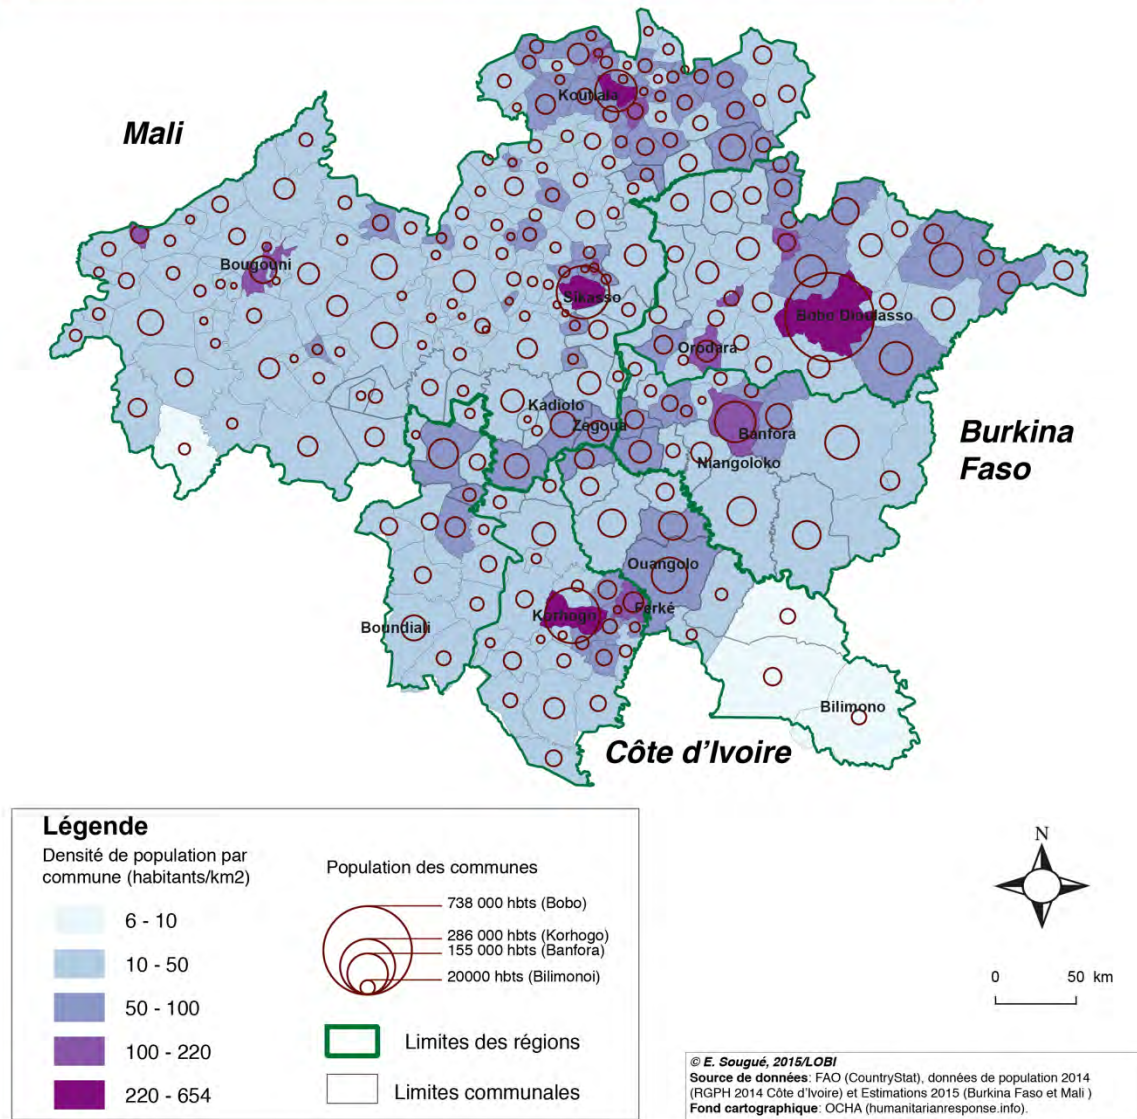 Mali
Koutiala
Bougouni
Sikasso
Bobo Dioulasso
Orodara
Kadiolo
Zégoua
Banfora
Niangoloko
Burkina
Faso
Ouangolo
Korhogo
Ferké
Boundiali
Bilimono
Côte d'Ivoire
Légende
Densité de population par
commune (habitants/km2)
6 - 10
10 - 50
50 - 100
100 - 220
220 - 654
Population des communes
738 000 hbts (Bobo)
286 000 hbts (Korhogo)
155 000 hbts (Banfora)
20000 hbts (Bilimonoi)
Limites des régions
Limites communales
N
0 50 km
© E. Sougué, 2015/LOBI
Source de données: FAO (CountryStat), données de population 2014
(RGPH 2014 Côte d'Ivoire) et Estimations 2015 (Burkina Faso et Mali )
Fond cartographique: OCHA (humanitarianresponse.info).